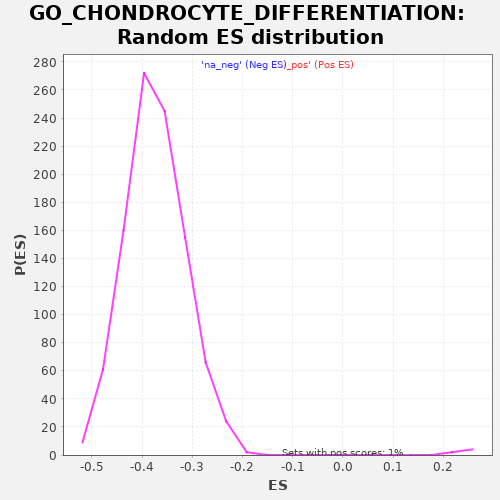 GO_CHONDROCYTE_DIFFERENTIATION:
Random ES distribution
'na_neg' (Neg ES)
_pos' (Pos ES)
280
260
240
220
200
180
160
140
120
100
80
60
40
20
0
P(ES)
Sets with pos scores: 1%
-0.5 -0.4 -0.3 -0.2 -0.1 0.0 0.1 0.2
ES